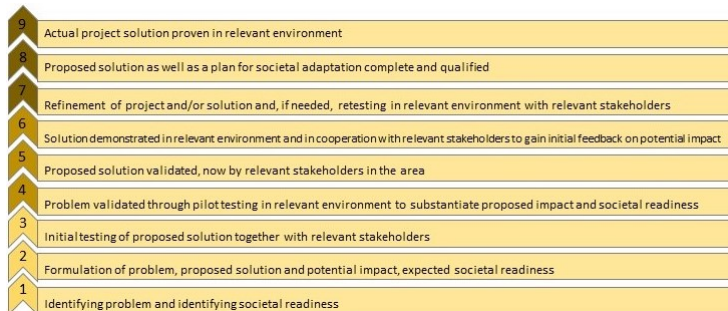 9
Actual project solution proven in relevant environment
8
Proposed solution as well as a plan for societal adaptation complete and qualified
7
Refinement of project and/or solution and, if needed, retesting in relevant environment with relevant stakeholders
6
Solution demonstrated in relevant environment and in cooperation with relevant stakeholders to gain initial feedback on potential impact
5
Proposed solution validated, now by relevant stakeholders in the area
4
Problem validated through pilot testing in relevant environment to substantiate proposed impact and societal readiness
3
Initial testing of proposed solution together with relevant stakeholders
2
Formulation of problem, proposed solution and potential impact, expected societal readiness
1
Identifying problem and identifying societal readiness